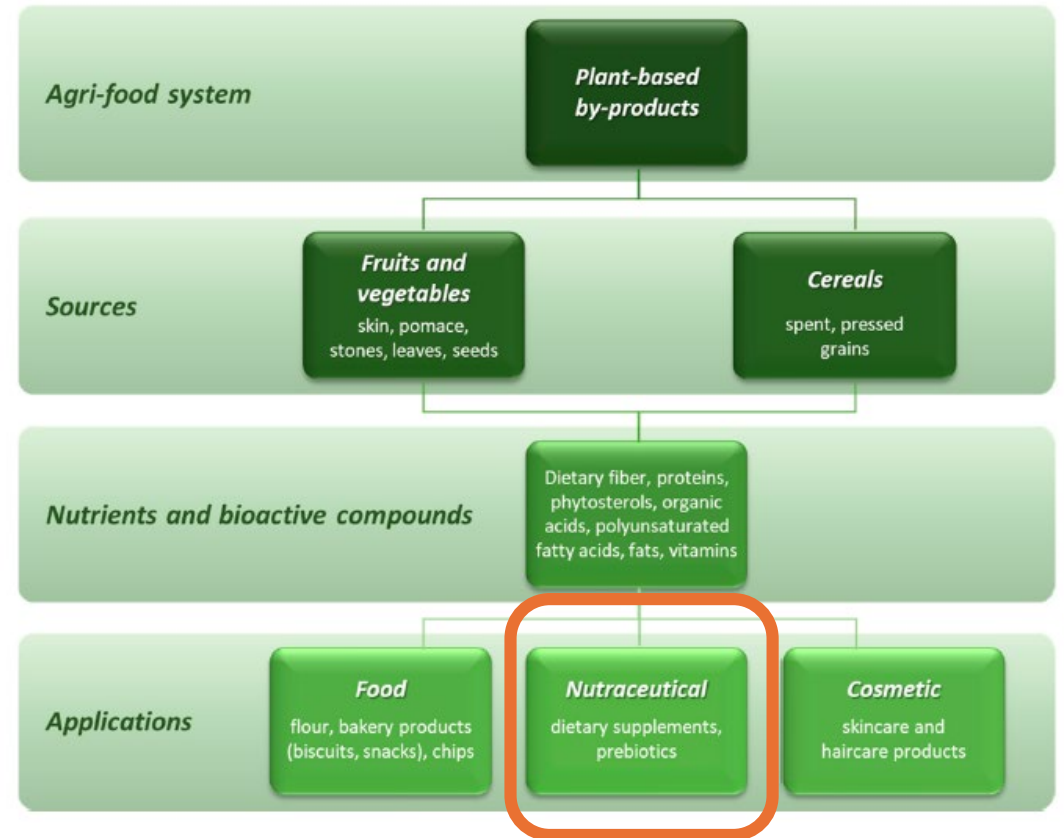 Agri-food system
Plant-based
by-products
Sources
Fruits and
vegetables
skin, pomace,
stones, leaves, seeds
Cereals
spent, pressed
grains
Nutrients and bioactive compounds
Dietary fiber, proteins,
phytosterols, organic
acids, polyunsaturated
fatty acids, fats, vitamins
Applications
Food
flour, bakery products
(biscuits, snacks), chips
Nutraceutical
dietary supplements,
prebiotics
Cosmetic
skincare and
haircare products